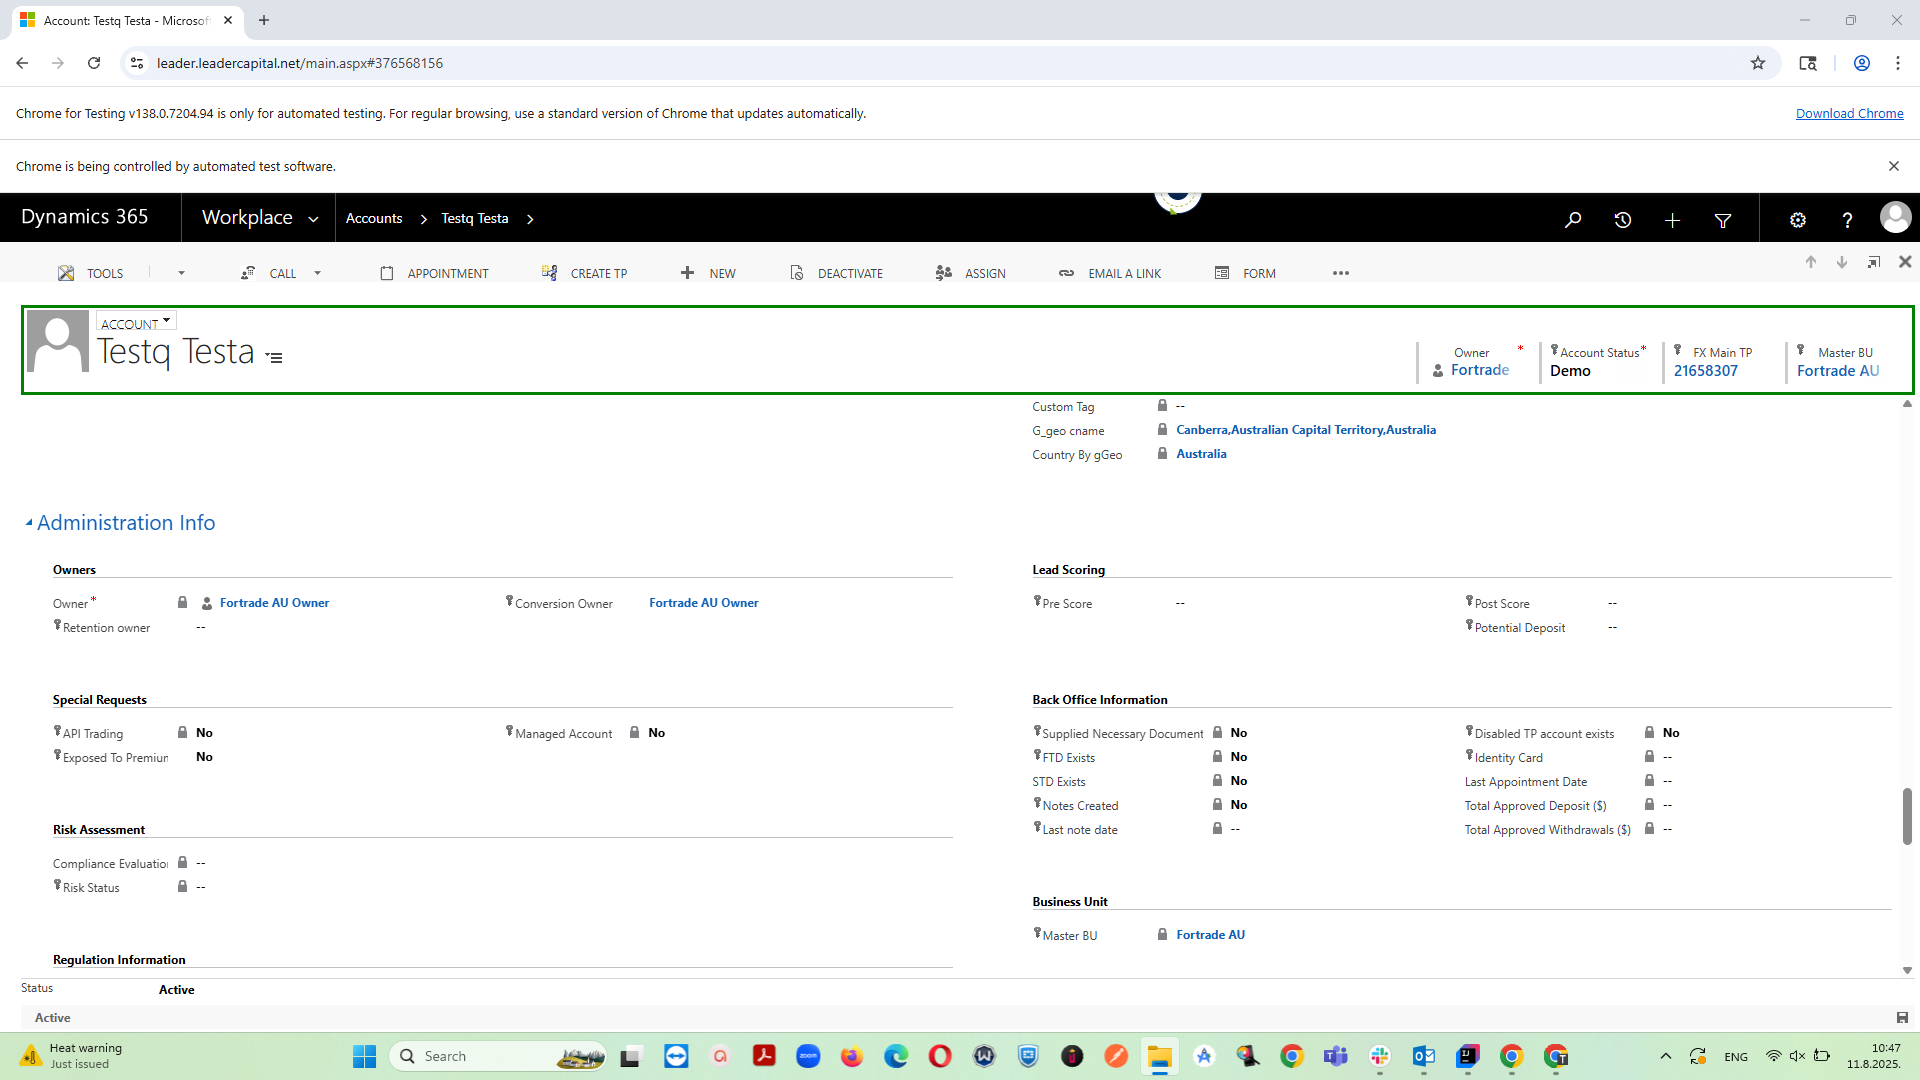 Account: Testq Testa - Microsof
leader.leadercapital.net/main.aspx#376568156
Chrome for Testing v138.0.7204.94 is only for automated testing. For regular browsing, use a standard version of Chrome that updates automatically.
Download Chrome
Chrome is being controlled by automated test software.
Dynamics 365
Workplace
Accounts
Testq Testa
TOOLS
CALL
APPOINTMENT
CREATE TP
NEW
DEACTIVATE
ASSIGN
EMAIL A LINK
FORM
ACCOUNT
Testq Testa
Owner *
Fortrade
Account Status *
Demo
FX Main TP
21658307
Master BU
Fortrade AU
Custom Tag --
G_geo cname Canberra,Australian Capital Territory,Australia
Country By gGeo Australia
Administration Info
Owners
Owner * Fortrade AU Owner
Conversion Owner Fortrade AU Owner
Retention owner --
Lead Scoring
Pre Score --
Post Score --
Potential Deposit --
Special Requests
API Trading No
Managed Account No
Exposed To Premiun
No
Back Office Information
Supplied Necessary Document No
Disabled TP account exists No
FTD Exists No
Identity Card --
STD Exists No
Last Appointment Date --
Notes Created No
Total Approved Deposit ($) --
Last note date --
Total Approved Withdrawals ($) --
Risk Assessment
Compliance Evaluatio --
Risk Status --
Business Unit
Master BU Fortrade AU
Regulation Information
Status Active
Active
Heat warning
Just issued
Search
zoom
ENG
10:47
11.8.2025.